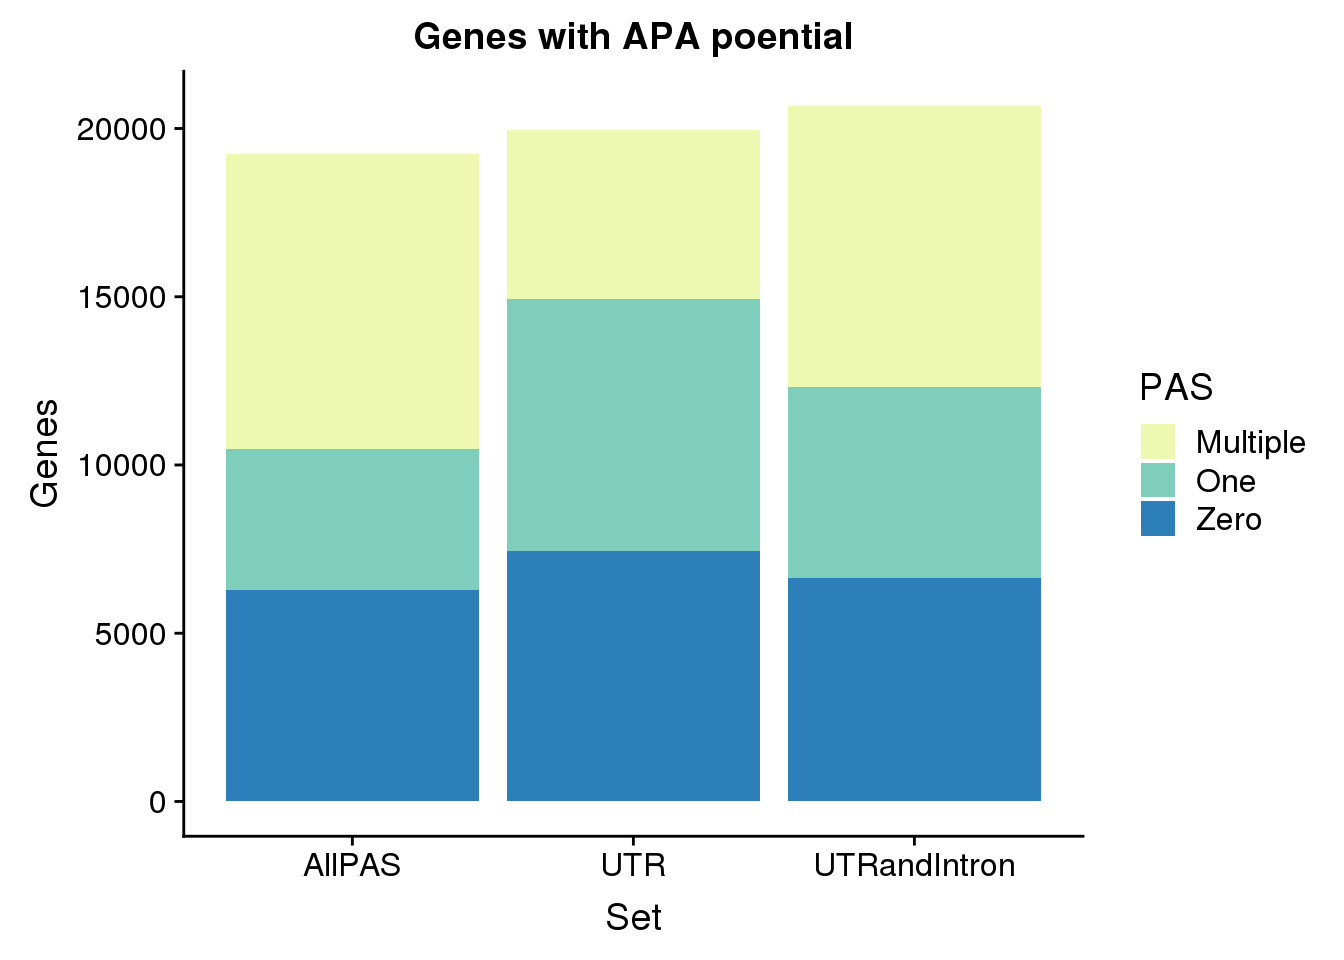 Genes with APA poential
20000
15000
10000
5000
0
Genes
AllPAS
UTR
UTRandIntron
Set
PAS
Multiple
One
Zero